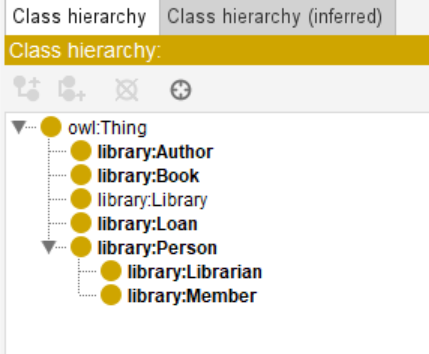 Class hierarchy Class hierarchy (inferred)
Class hierarchy:
owl:Thing
library:Author
library:Book
library:Library
library:Loan
library:Person
library:Librarian
library:Member